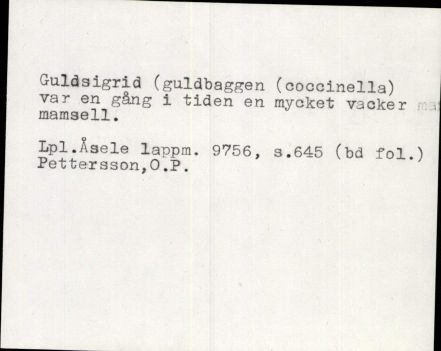 Guldsigrid (guldbaggen (coccinella)
var en gång i tiden en mycket vacker
mamsell.
Lpl.Åsele lappm. 9756, s.645 (bd fol.)
Pettersson,O.P.